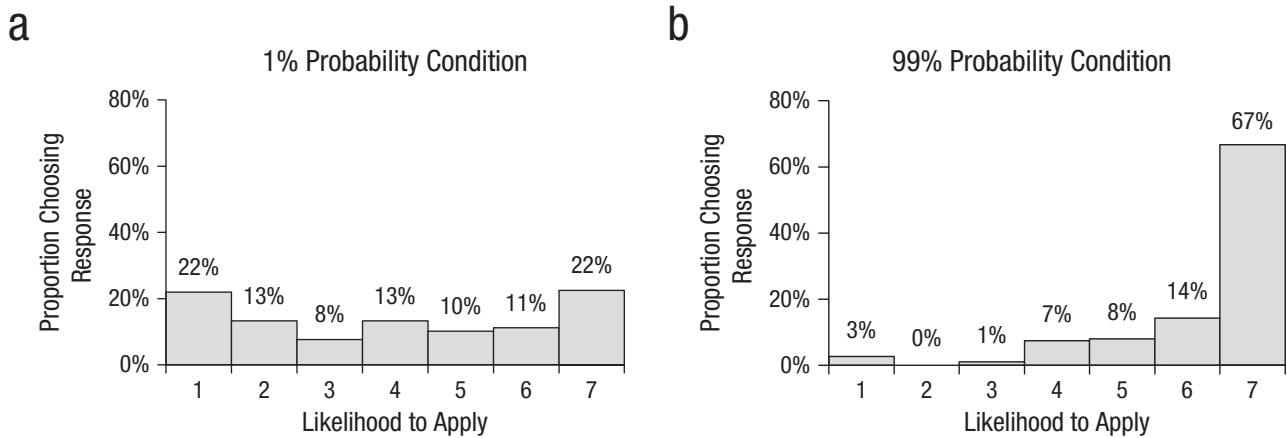 a
1% Probability Condition
Proportion Choosing
Response
80%
60%
40%
20%
0%
22%
13%
8%
13%
10%
11%
22%
1 2 3 4 5 6 7
Likelihood to Apply
b
99% Probability Condition
Proportion Choosing
Response
80%
60%
40%
20%
0%
3%
0%
1%
7%
8%
14%
67%
1 2 3 4 5 6 7
Likelihood to Apply